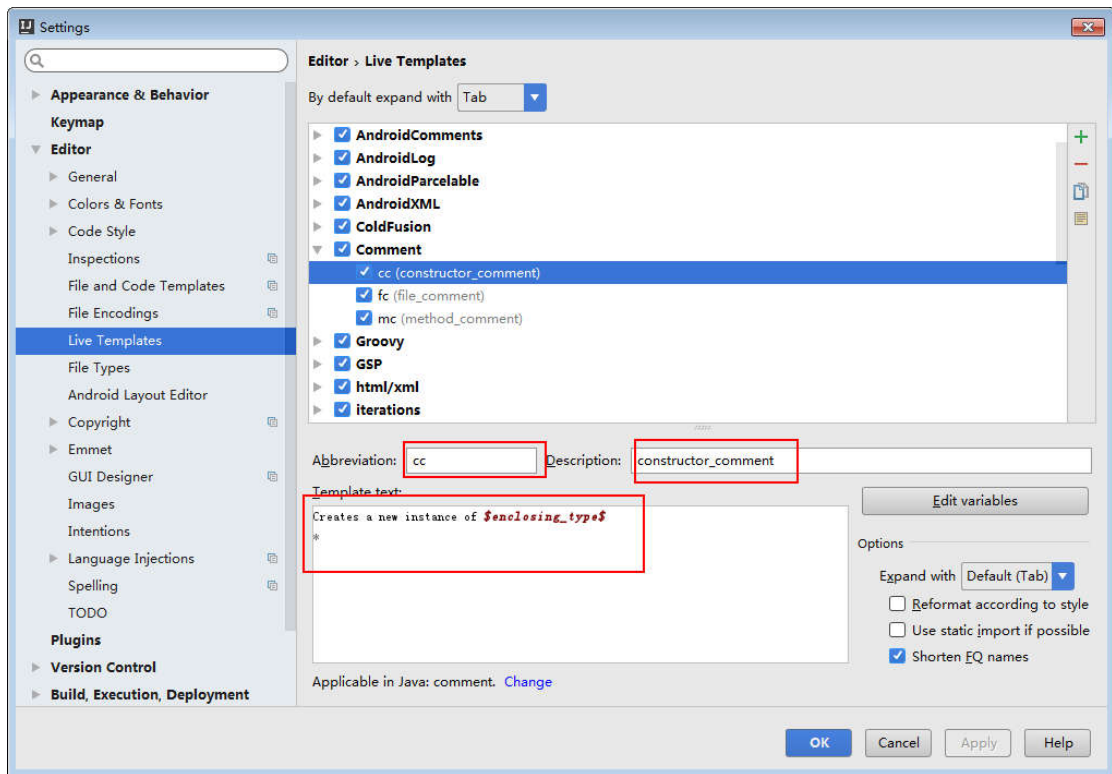 Settings
Appearance & Behavior
Keymap
Editor
General
Colors & Fonts
Code Style
Inspections
File and Code Templates
File Encodings
Live Templates
File Types
Android Layout Editor
Copyright
Emmet
GUI Designer
Images
Intentions
Language Injections
Spelling
TODO
Plugins
Version Control
Build, Execution, Deployment
Editor › Live Templates
By default expand with Tab
AndroidComments
AndroidLog
AndroidParcelable
AndroidXML
ColdFusion
Comment
cc (constructor_comment)
fc (file_comment)
mc (method_comment)
Groovy
GSP
html/xml
iterations
Abbreviation: cc Description: constructor_comment
Template text:
Creates a new instance of $enclosing_type$
*
Edit variables
Options
Expand with Default (Tab)
Reformat according to style
Use static import if possible
Shorten FQ names
Applicable in Java: comment. Change
OK Cancel Apply Help